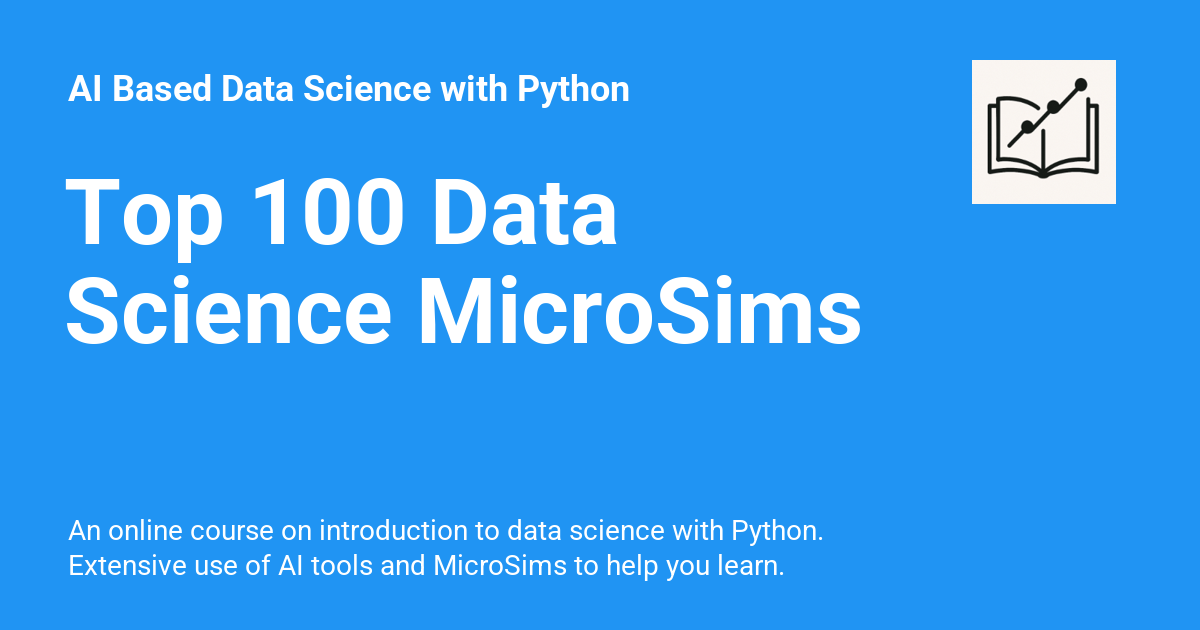 AI Based Data Science with Python
Top 100 Data
Science MicroSims
An online course on introduction to data science with Python.
Extensive use of AI tools and MicroSims to help you learn.